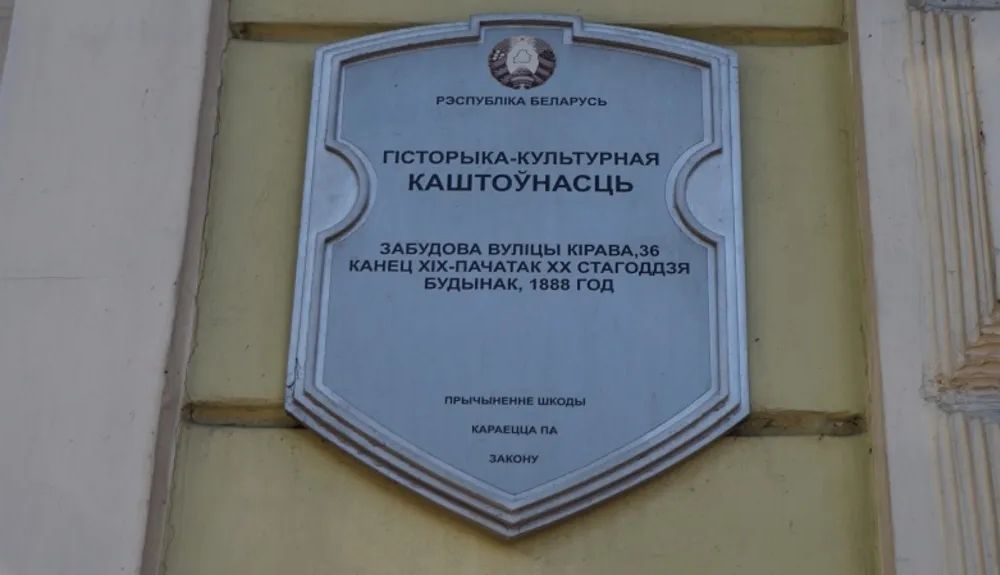 РЭСПУБЛІКА БЕЛАРУСЬ
ГІСТОРЫКА-КУЛЬТУРНАЯ
КАШТОЎНАСЦЬ
ЗАБУДОВА ВУЛІЦЫ КІРАВА,36
КАНЕЦ XIX-ПАЧАТАК XX СТАГОДДЗЯ
БУДЫНАК, 1888 ГОД
ПРЫЧЫНЕННЕ ШКОДЫ
КАРАЕЦЦА ПА
ЗАКОНУ